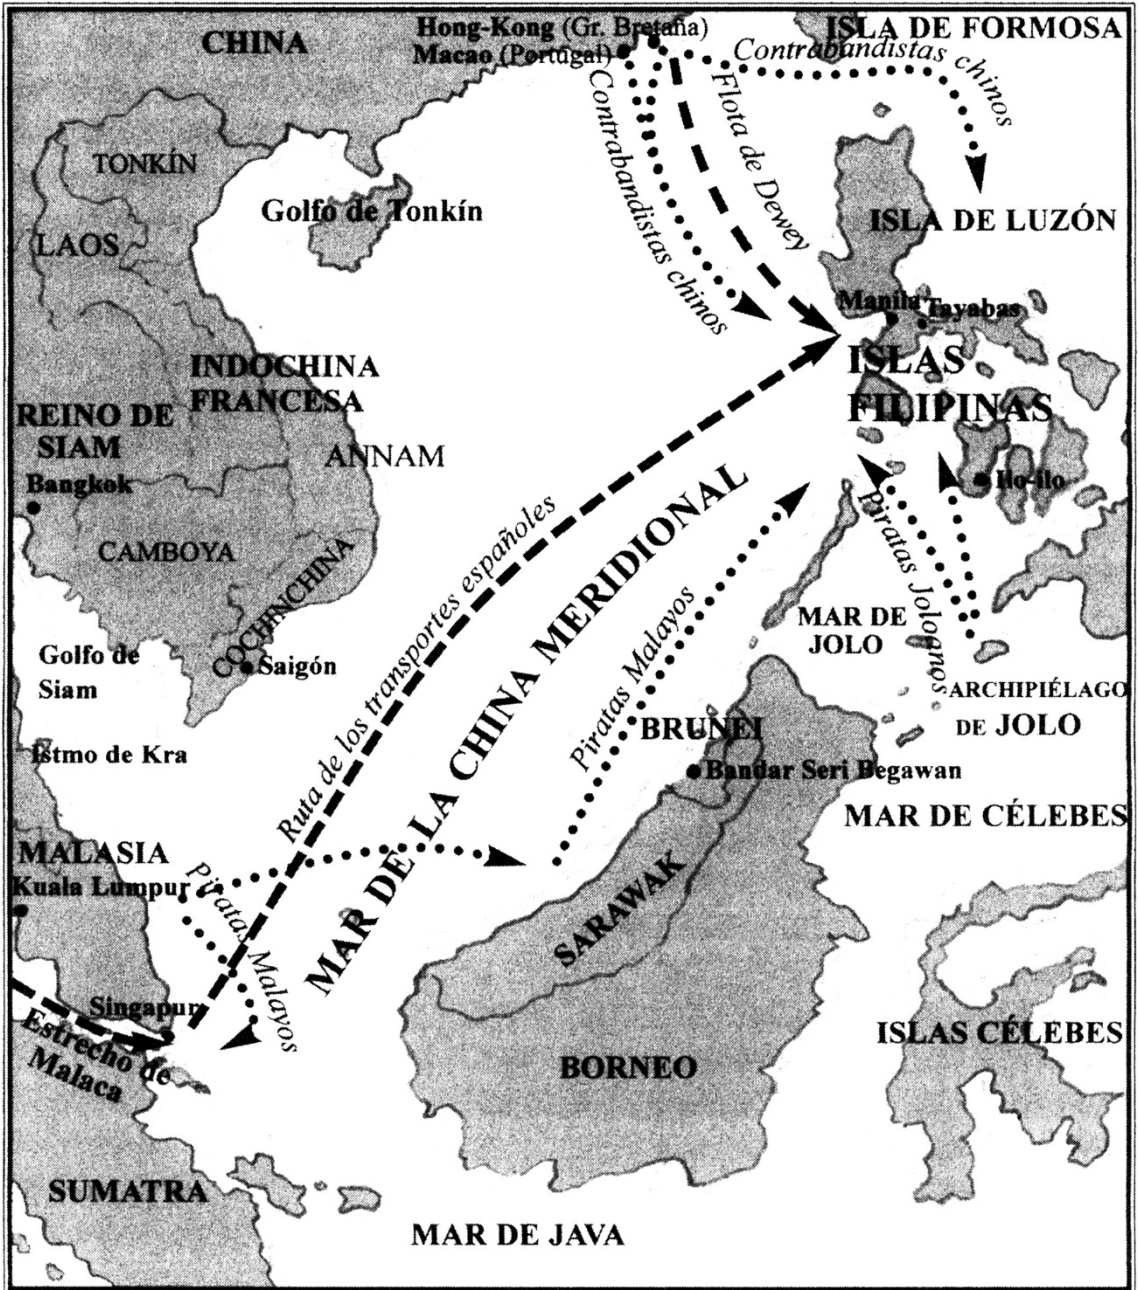 CHINA
Hong-Kong (Gr. Bretaña)
Macao (Portugal)
ISLA DE FORMOSA
Contrabandistas chinos
Contrabandistas chinos
Flota de Dewey
TONKÍN
Golfo de Tonkín
LAOS
ISLA DE LUZÓN
Manila
Tayabas
ISLAS
FILIPINAS
INDOCHINA
FRANCESA
REINO DE
SIAM
Bangkok
ANNAM
Ilo-ilo
CAMBOYA
COCHINCHINA
Saigón
Golfo de
Siam
Istmo de Kra
Ruta de los transportes españoles
MAR DE LA CHINA MERIDIONAL
Piratas Malayos
Piratas Joloanos
MAR DE
JOLO
ARCHIPIÉLAGO
DE JOLO
BRUNEI
Bandar Seri Begawan
MAR DE CÉLEBES
MALASIA
Kuala Lumpur
Piratas Malayos
SARAWAK
Singapur
Estrecho de
Malaca
BORNEO
ISLAS CÉLEBES
SUMATRA
MAR DE JAVA